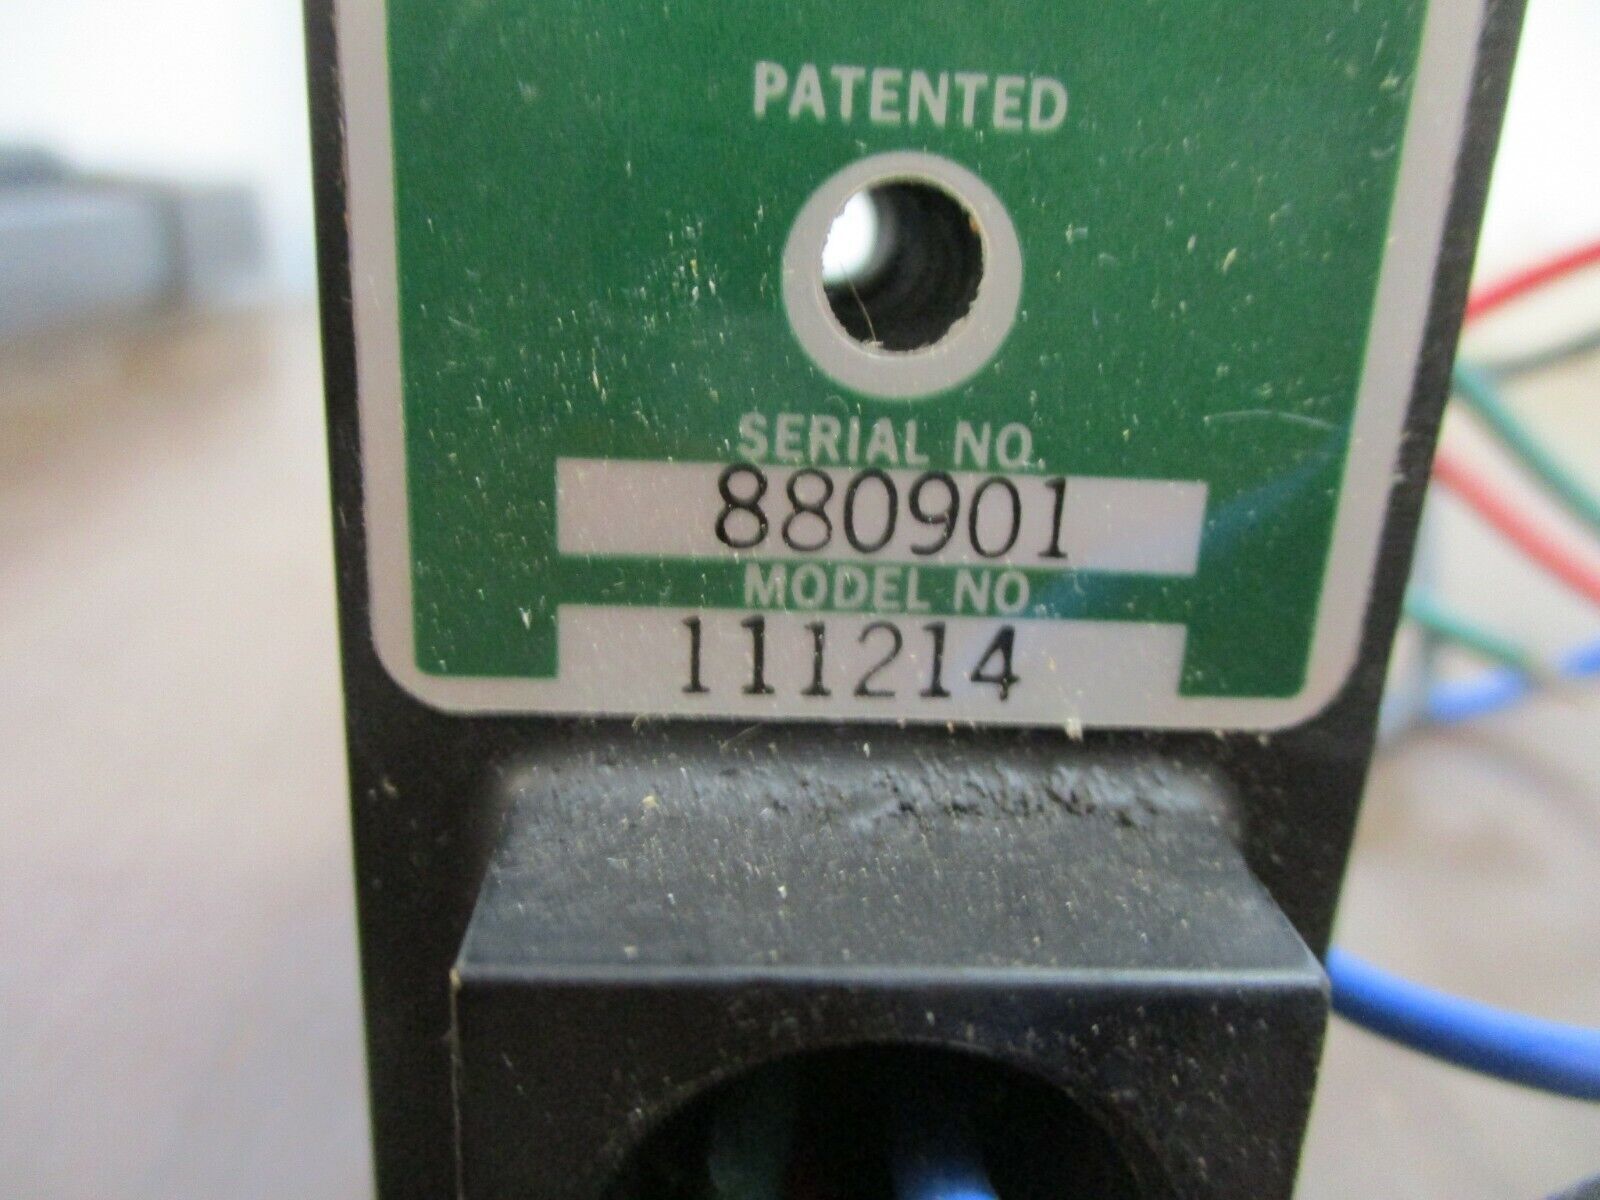 PATENTED
SERIAL NO.
880901
MODEL NO.
111214